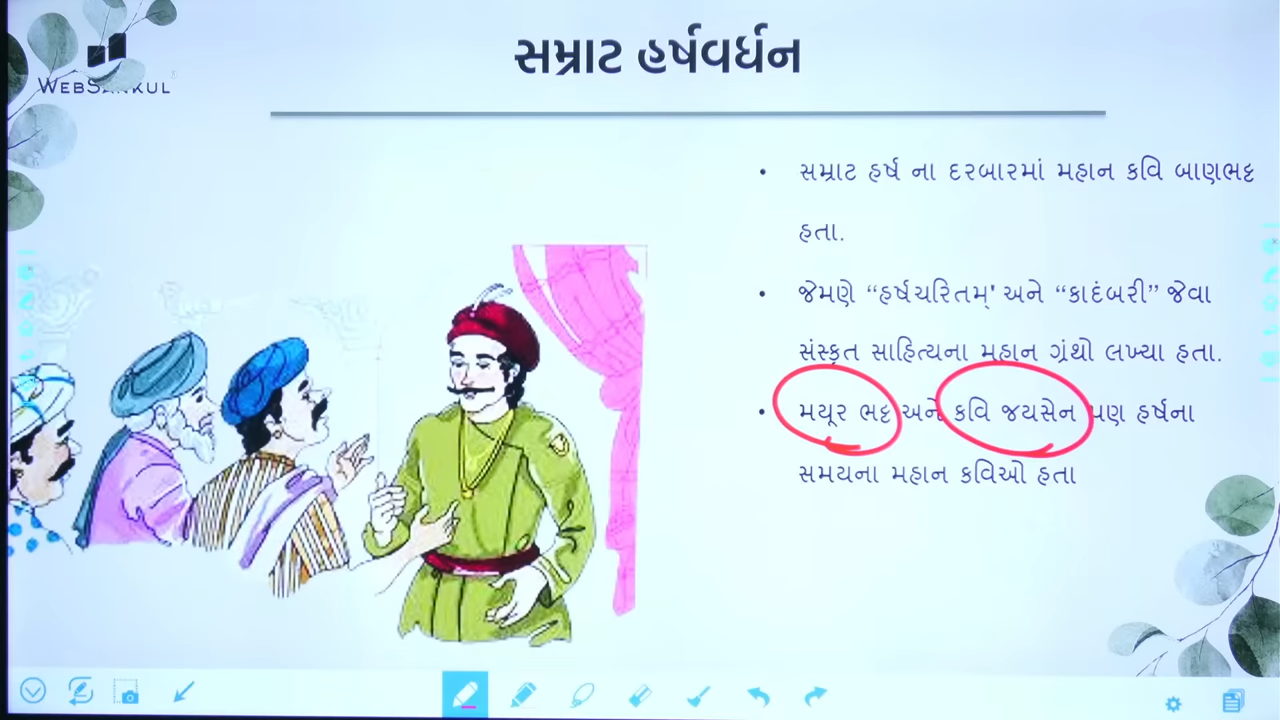 WEBSANKUL
સમ્રાટ હર્ષવર્ધન
• સમ્રાટ હર્ષ ના દરબારમાં મહાન કવિ બાણભટ્ટ
હતા.
• જેમણે “હર્ષચરિતમ્' અને “કાદંબરી” જેવા
સંસ્કૃત સાહિત્યના મહાન ગ્રંથો લખ્યા હતા.
• મયૂર ભટ્ટ અને કવિ જયસેન પણ હર્ષના
સમયના મહાન કવિઓ હતા